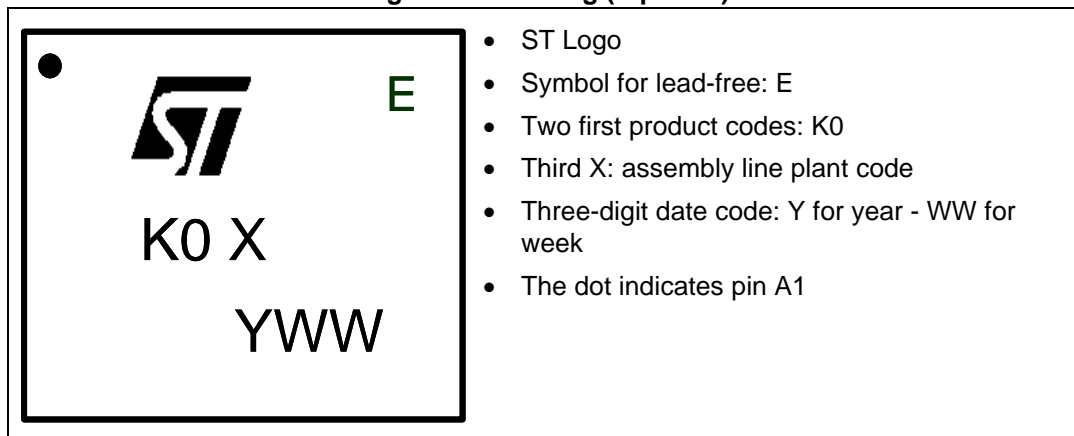 ST
E
K0 X
YWW
• ST Logo
• Symbol for lead-free: E
• Two first product codes: K0
• Third X: assembly line plant code
• Three-digit date code: Y for year - WW for
week
• The dot indicates pin A1